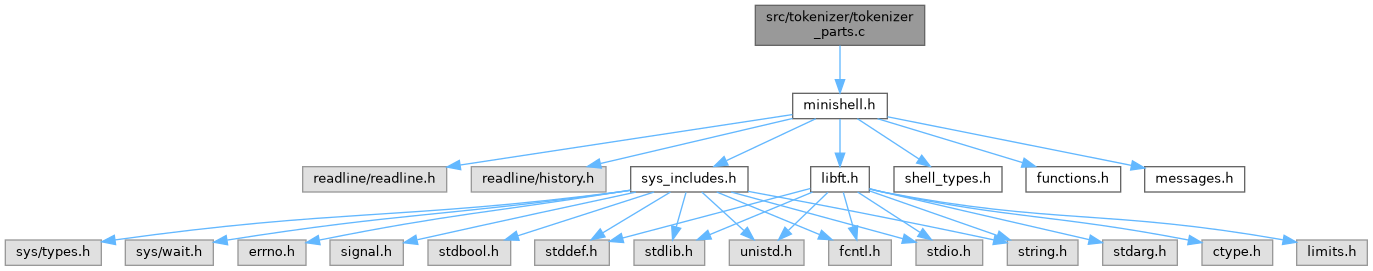 src/tokenizer/tokenizer
_parts.c
minishell.h
readline/readline.h
readline/history.h
sys_includes.h
libft.h
shell_types.h
functions.h
messages.h
sys/types.h
sys/wait.h
errno.h
signal.h
stdbool.h
stddef.h
stdlib.h
unistd.h
fcntl.h
stdio.h
string.h
stdarg.h
ctype.h
limits.h